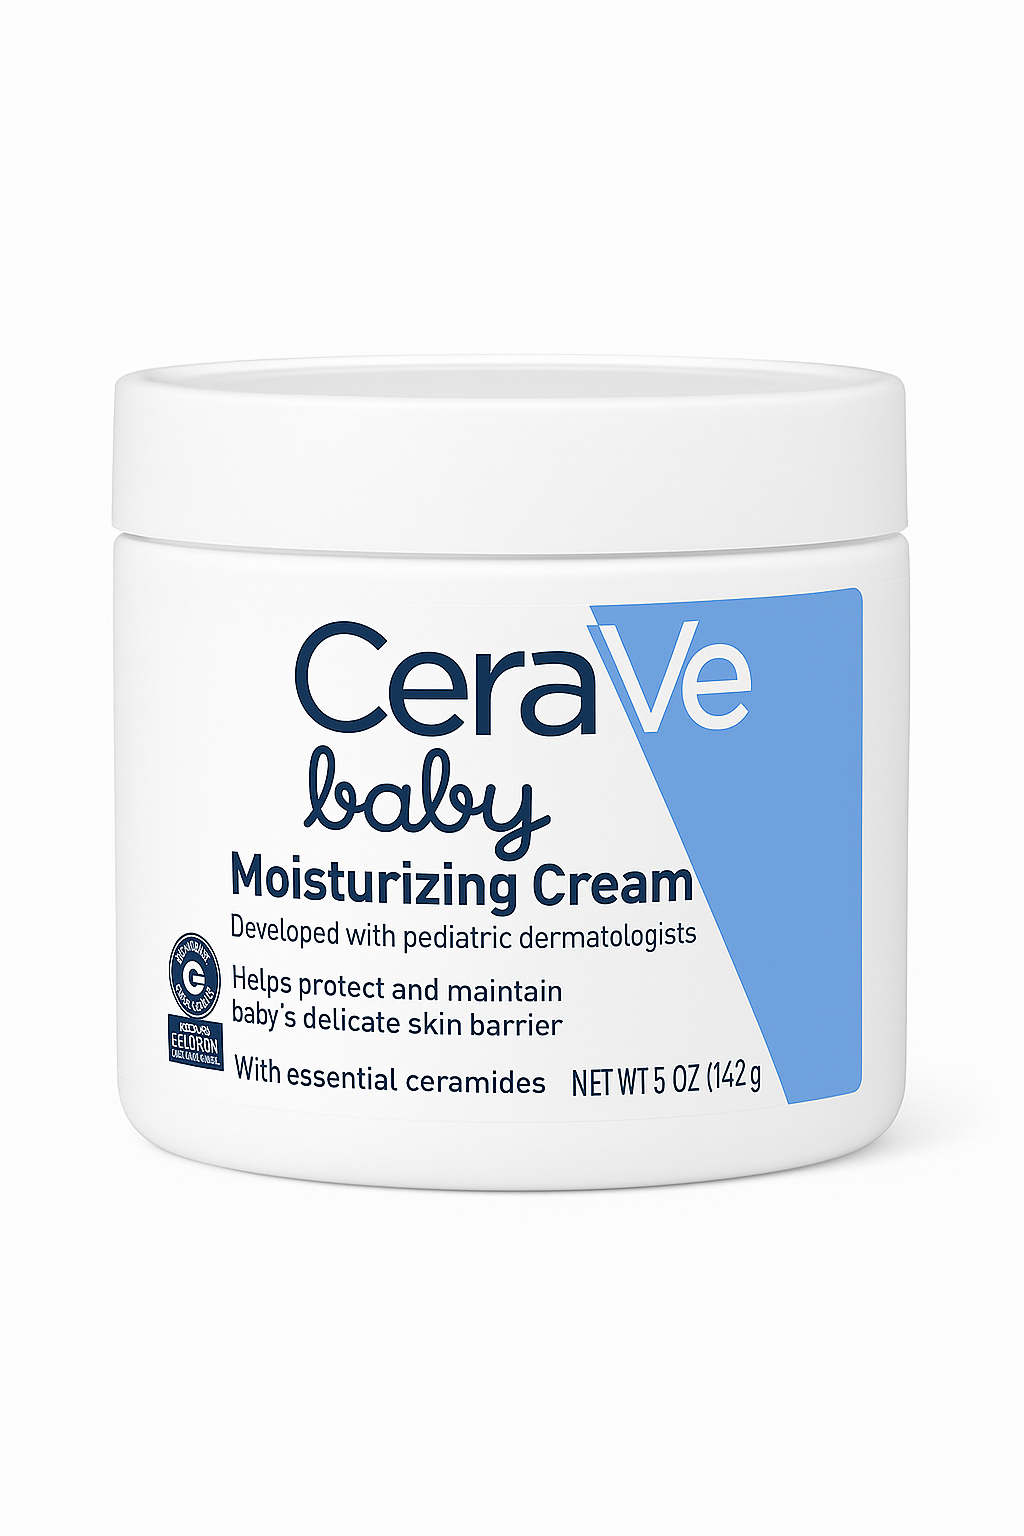 CeraVe
baby
Moisturizing Cream
Developed with pediatric dermatologists
Helps protect and maintain
baby's delicate skin barrier
EELORON
With essential ceramides NET WT 5 OZ (142 g